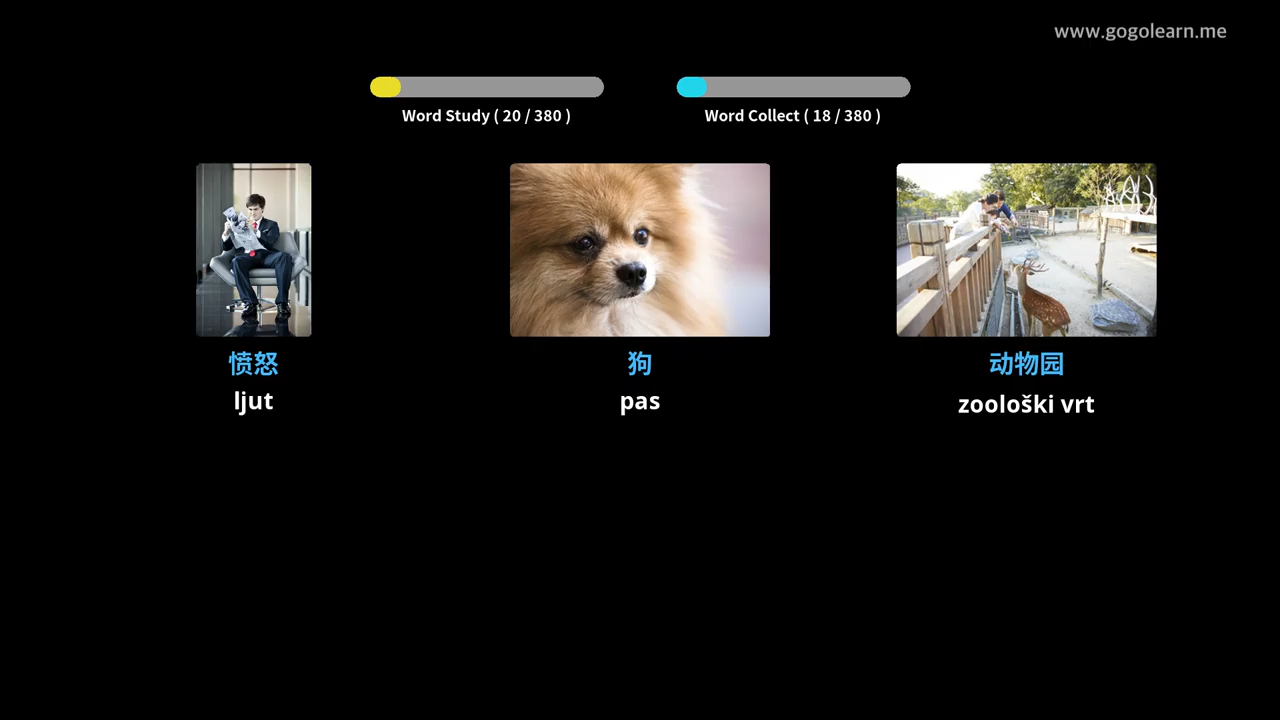 www.gogolearn.me
Word Study ( 20 / 380 )
Word Collect ( 18 / 380 )
愤怒
狗
动物园
ljut
pas
zoološki vrt